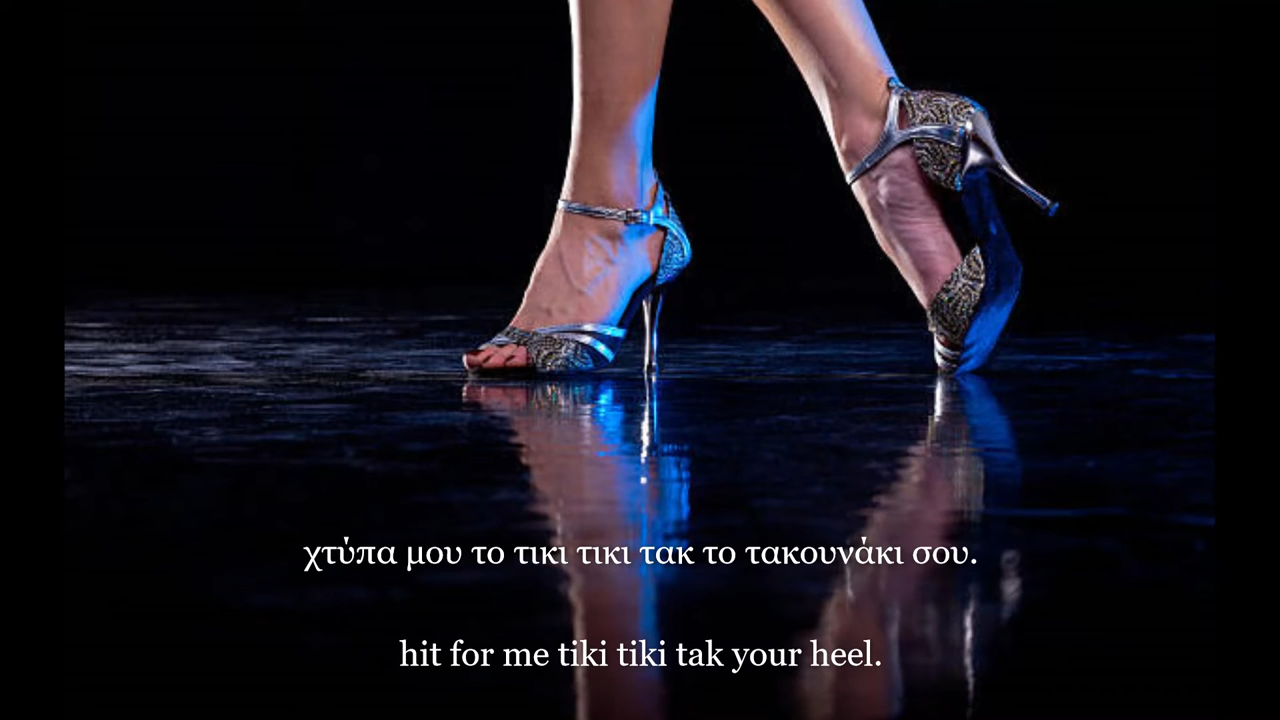 χτύπα μου το τικι τικι τακ το τακουνάκι σου.
hit for me tiki tiki tak your heel.